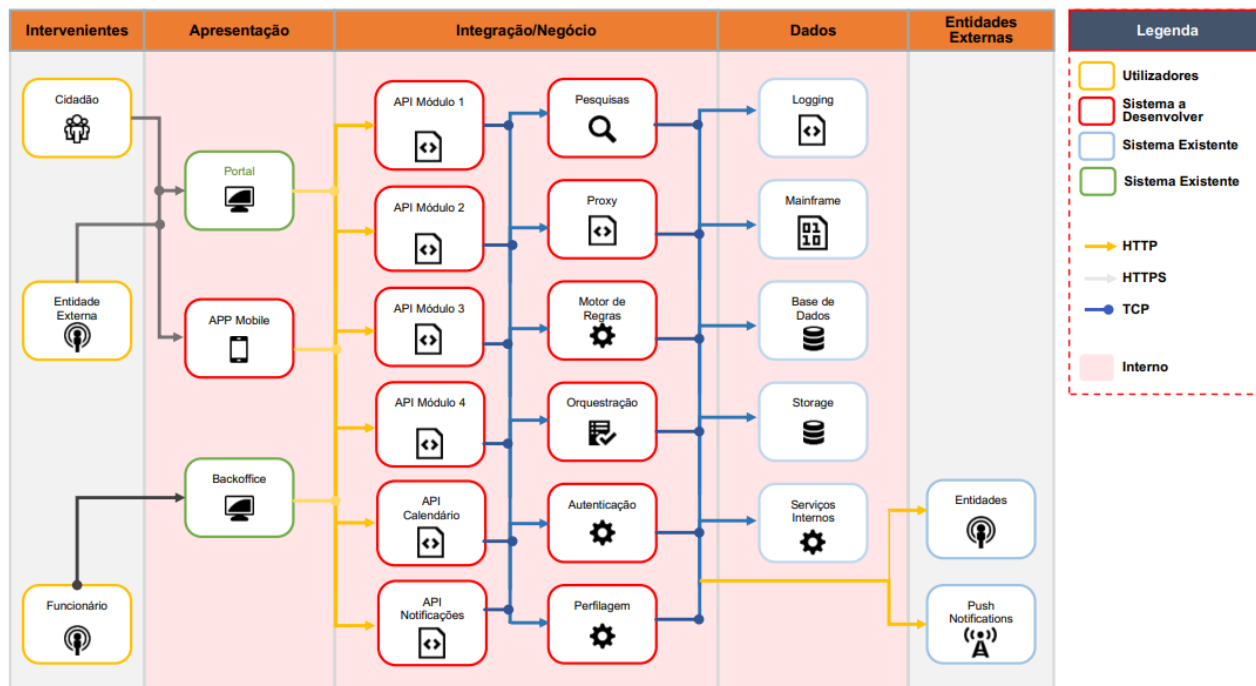 Intervenientes
Apresentação
Integração/Negócio
Dados
Entidades
Externas
Cidadão
Entidade
Externa
Funcionário
Portal
APP Mobile
Backoffice
API Módulo 1
API Módulo 2
API Módulo 3
API Módulo 4
API
Calendário
API
Notificações
Pesquisas
Proxy
Motor de
Regras
Orquestração
Autenticação
Perfilagem
Logging
Mainframe
01
10
Base de
Dados
Storage
Serviços
Internos
Entidades
Push
Notifications
Legenda
Utilizadores
Sistema a
Desenvolver
Sistema Existente
Sistema Existente
HTTP
HTTPS
TCP
Interno